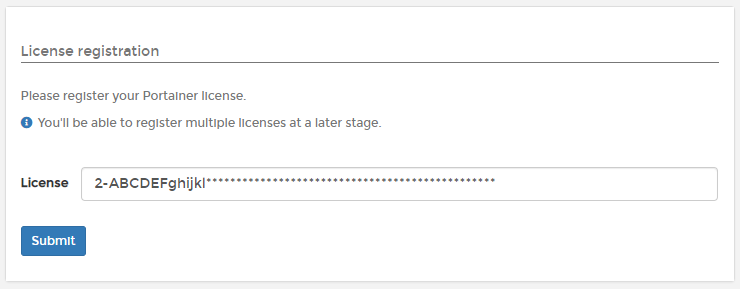 License registration
Please register your Portainer license.
You'll be able to register multiple licenses at a later stage.
License 2-ABCDEFghijkl************************************************
Submit